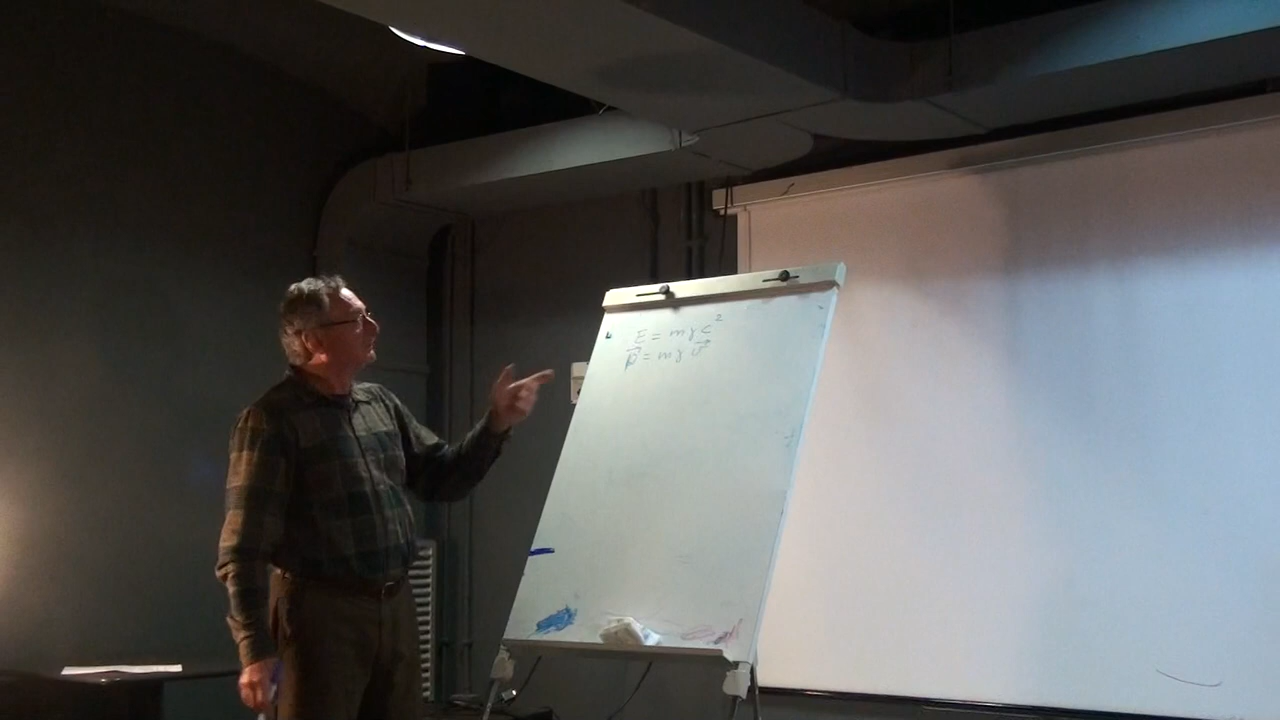 E = mγc²
p⃗ = mγv⃗